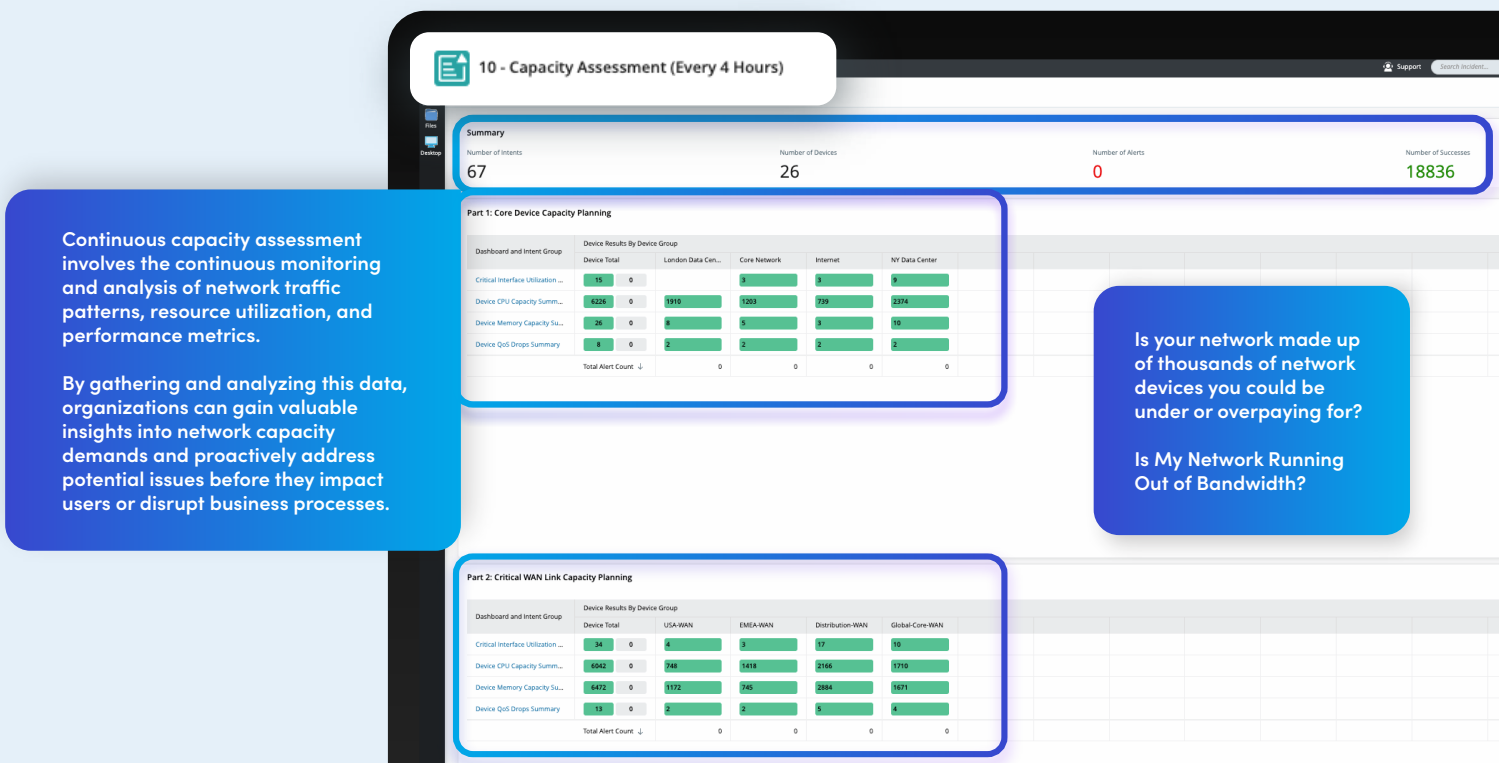 10 - Capacity Assessment (Every 4 Hours)
Support
Search Incident...
Files
Desktop
Summary
Number of Intents
Number of Devices
Number of Alerts
Number of Successes
67
26
0
18836
Continuous capacity assessment
involves the continuous monitoring
and analysis of network traffic
patterns, resource utilization, and
performance metrics.
By gathering and analyzing this data,
organizations can gain valuable
insights into network capacity
demands and proactively address
potential issues before they impact
users or disrupt business processes.
Part 1: Core Device Capacity Planning
Dashboard and Intent Group
Device Results By Device Group
Device Total London Data Cen... Core Network Internet NY Data Center
Critical Interface Utilization ... 15 0 3 3 9
Device CPU Capacity Summ... 6226 0 1910 1203 739 2374
Device Memory Capacity Su... 26 0 8 5 3 10
Device QoS Drops Summary 8 0 2 2 2 2
Total Alert Count ↓ 0 0 0 0
Is your network made up
of thousands of network
devices you could be
under or overpaying for?
Is My Network Running
Out of Bandwidth?
Part 2: Critical WAN Link Capacity Planning
Dashboard and Intent Group
Device Results By Device Group
Device Total USA-WAN EMEA-WAN Distribution-WAN Global-Core-WAN
Critical Interface Utilization ... 34 0 4 3 17 10
Device CPU Capacity Summ... 6042 0 748 1418 2166 1710
Device Memory Capacity Su... 6472 0 1172 745 2884 1671
Device QoS Drops Summary 13 0 2 2 5 4
Total Alert Count ↓ 0 0 0 0